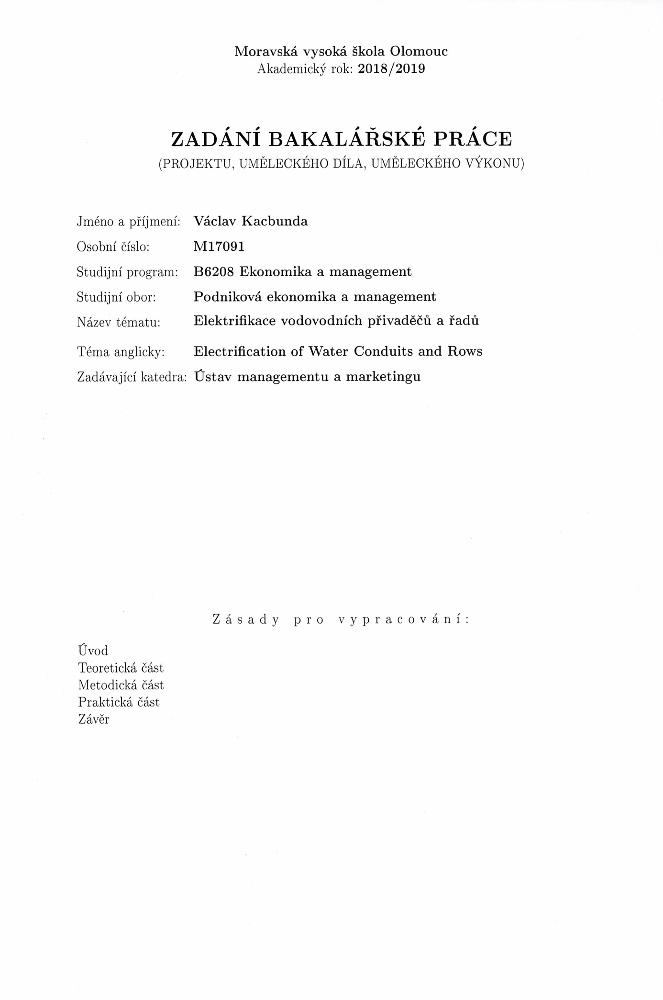 Moravská vysoká škola Olomouc
Akademický rok: 2018/2019
ZADÁNÍ BAKALÁŘSKÉ PRÁCE
(PROJEKTU, UMĚLECKÉHO DÍLA, UMĚLECKÉHO VÝKONU)
Jméno a příjmení: Václav Kacbunda
Osobní číslo: M17091
Studijní program: B6208 Ekonomika a management
Studijní obor: Podniková ekonomika a management
Název tématu: Elektrifikace vodovodních přivaděčů a řadů
Téma anglicky: Electrification of Water Conduits and Rows
Zadávající katedra: Ústav managementu a marketingu
Zásady pro vypracování:
Úvod
Teoretická část
Metodická část
Praktická část
Závěr